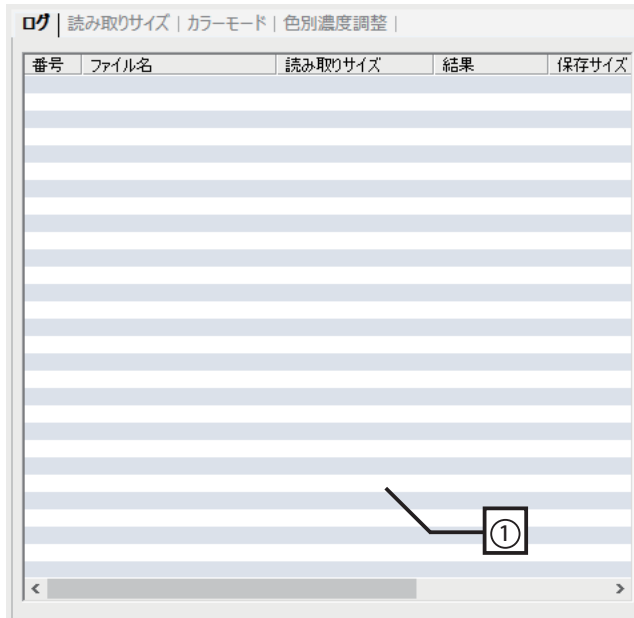 ログ | 読み取りサイズ | カラーモード | 色別濃度調整 |
番号 ファイル名 読み取りサイズ 結果 保存サイズ
①